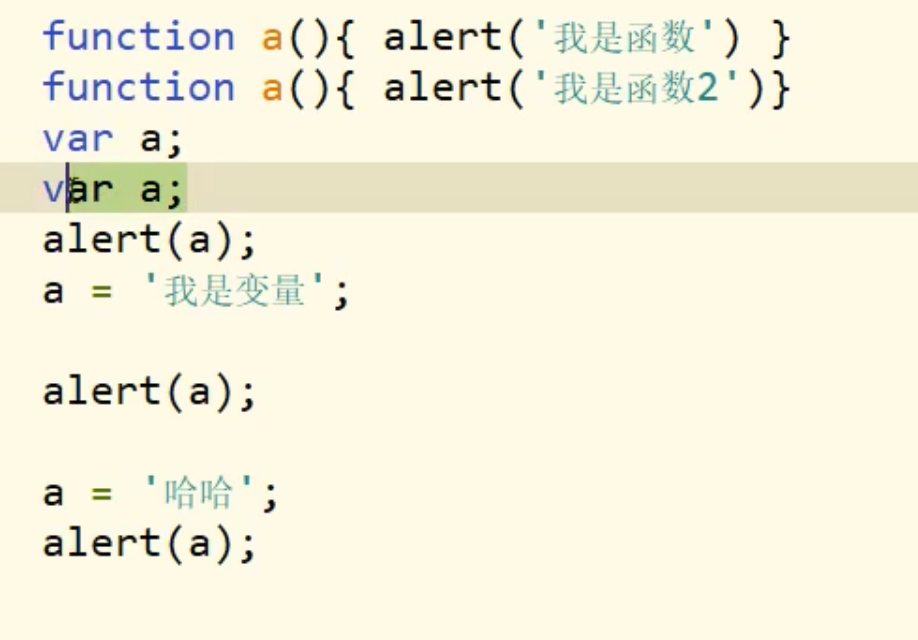 function a(){ alert('我是函数') }
function a(){ alert('我是函数2')}
var a;
var a;
alert(a);
a = '我是变量';
alert(a);
a = '哈哈';
alert(a);